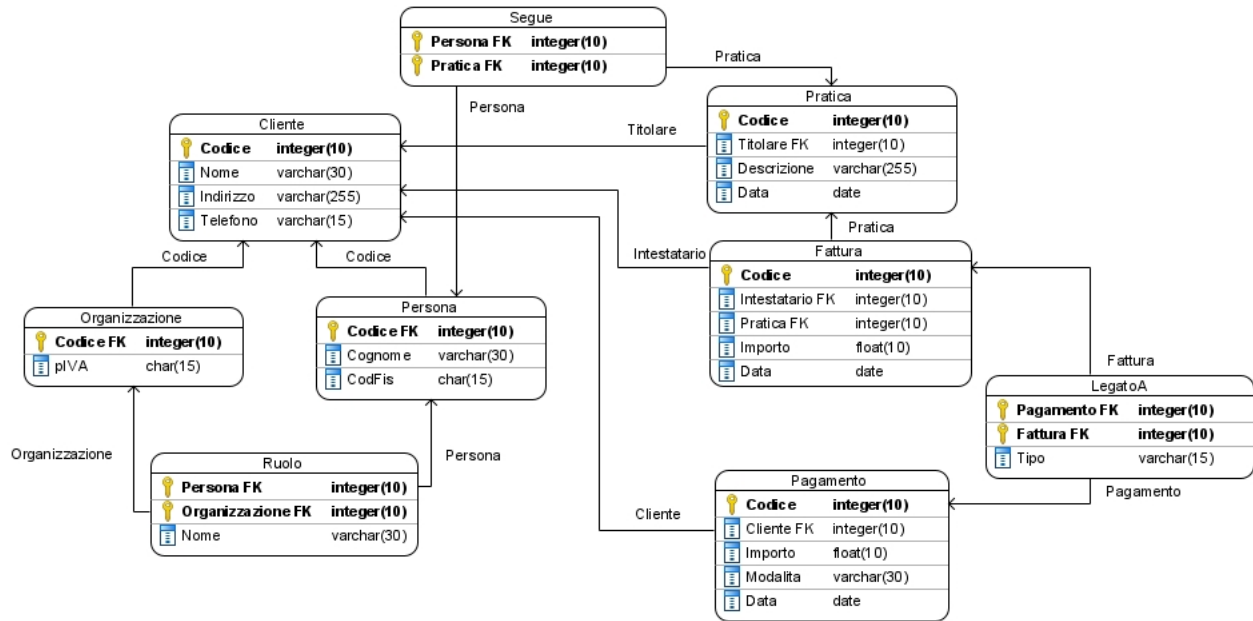 Segue
Persona FK integer(10)
Pratica FK integer(10)
Pratica
Persona
Cliente
Codice integer(10)
Nome varchar(30)
Indirizzo varchar(255)
Telefono varchar(15)
Titolare
Pratica
Codice integer(10)
Titolare FK integer(10)
Descrizione varchar(255)
Data date
Codice
Codice
Intestatario
Pratica
Fattura
Codice integer(10)
Intestatario FK integer(10)
Pratica FK integer(10)
Importo float(10)
Data date
Organizzazione
Codice FK integer(10)
pIVA char(15)
Persona
Codice FK integer(10)
Cognome varchar(30)
CodFis char(15)
Fattura
LegatoA
Pagamento FK integer(10)
Fattura FK integer(10)
Tipo varchar(15)
Organizzazione
Persona
Ruolo
Persona FK integer(10)
Organizzazione FK integer(10)
Nome varchar(30)
Cliente
Pagamento
Pagamento
Codice integer(10)
Cliente FK integer(10)
Importo float(10)
Modalita varchar(30)
Data date